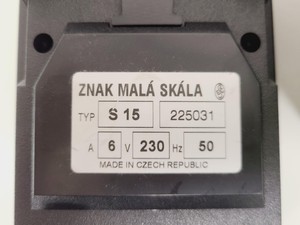 ZNAK MALÁ SKÁLA
TYP S 15 225031
A 6 V 230 Hz 50
MADE IN CZECH REPUBLIC